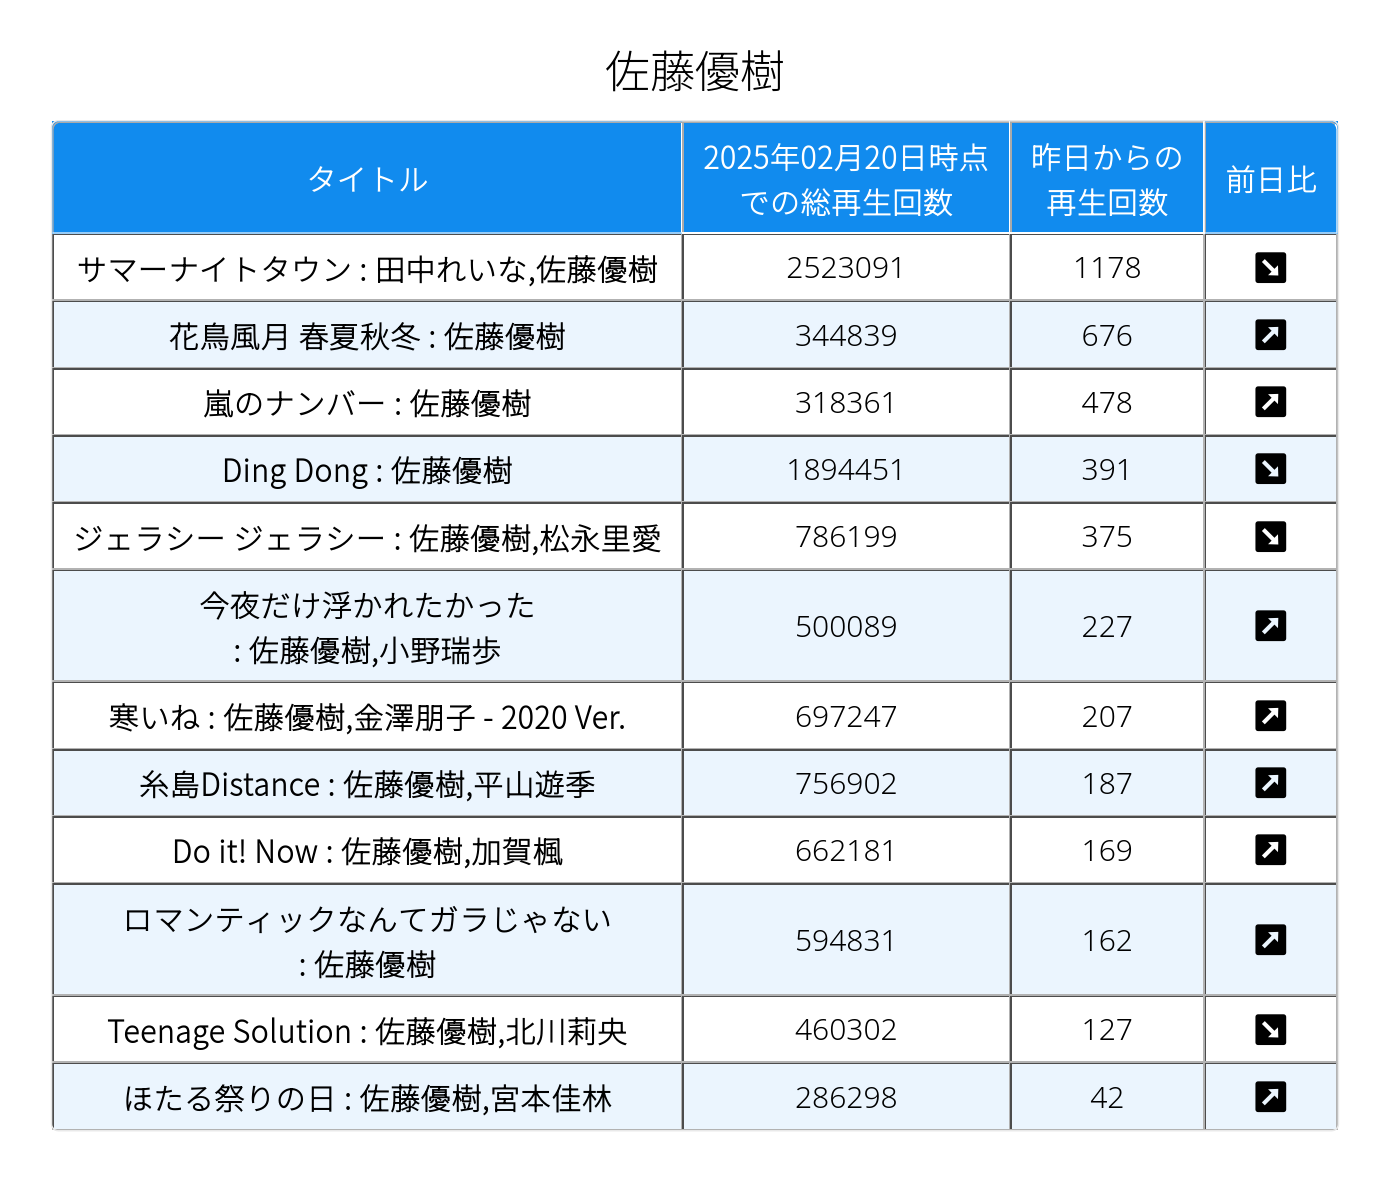 佐藤優樹
タイトル
2025年02月20日時点
での総再生回数
昨日からの
再生回数
前日比
サマーナイトタウン : 田中れいな,佐藤優樹 2523091 1178 ↘
花鳥風月 春夏秋冬 : 佐藤優樹 344839 676 ↗
嵐のナンバー : 佐藤優樹 318361 478 ↗
Ding Dong : 佐藤優樹 1894451 391 ↘
ジェラシー ジェラシー : 佐藤優樹,松永里愛 786199 375 ↘
今夜だけ浮かれたかった
: 佐藤優樹,小野瑞歩 500089 227 ↗
寒いね : 佐藤優樹,金澤朋子 - 2020 Ver. 697247 207 ↗
糸島Distance : 佐藤優樹,平山遊季 756902 187 ↗
Do it! Now : 佐藤優樹,加賀楓 662181 169 ↗
ロマンティックなんてガラじゃない
: 佐藤優樹 594831 162 ↗
Teenage Solution : 佐藤優樹,北川莉央 460302 127 ↘
ほたる祭りの日 : 佐藤優樹,宮本佳林 286298 42 ↗